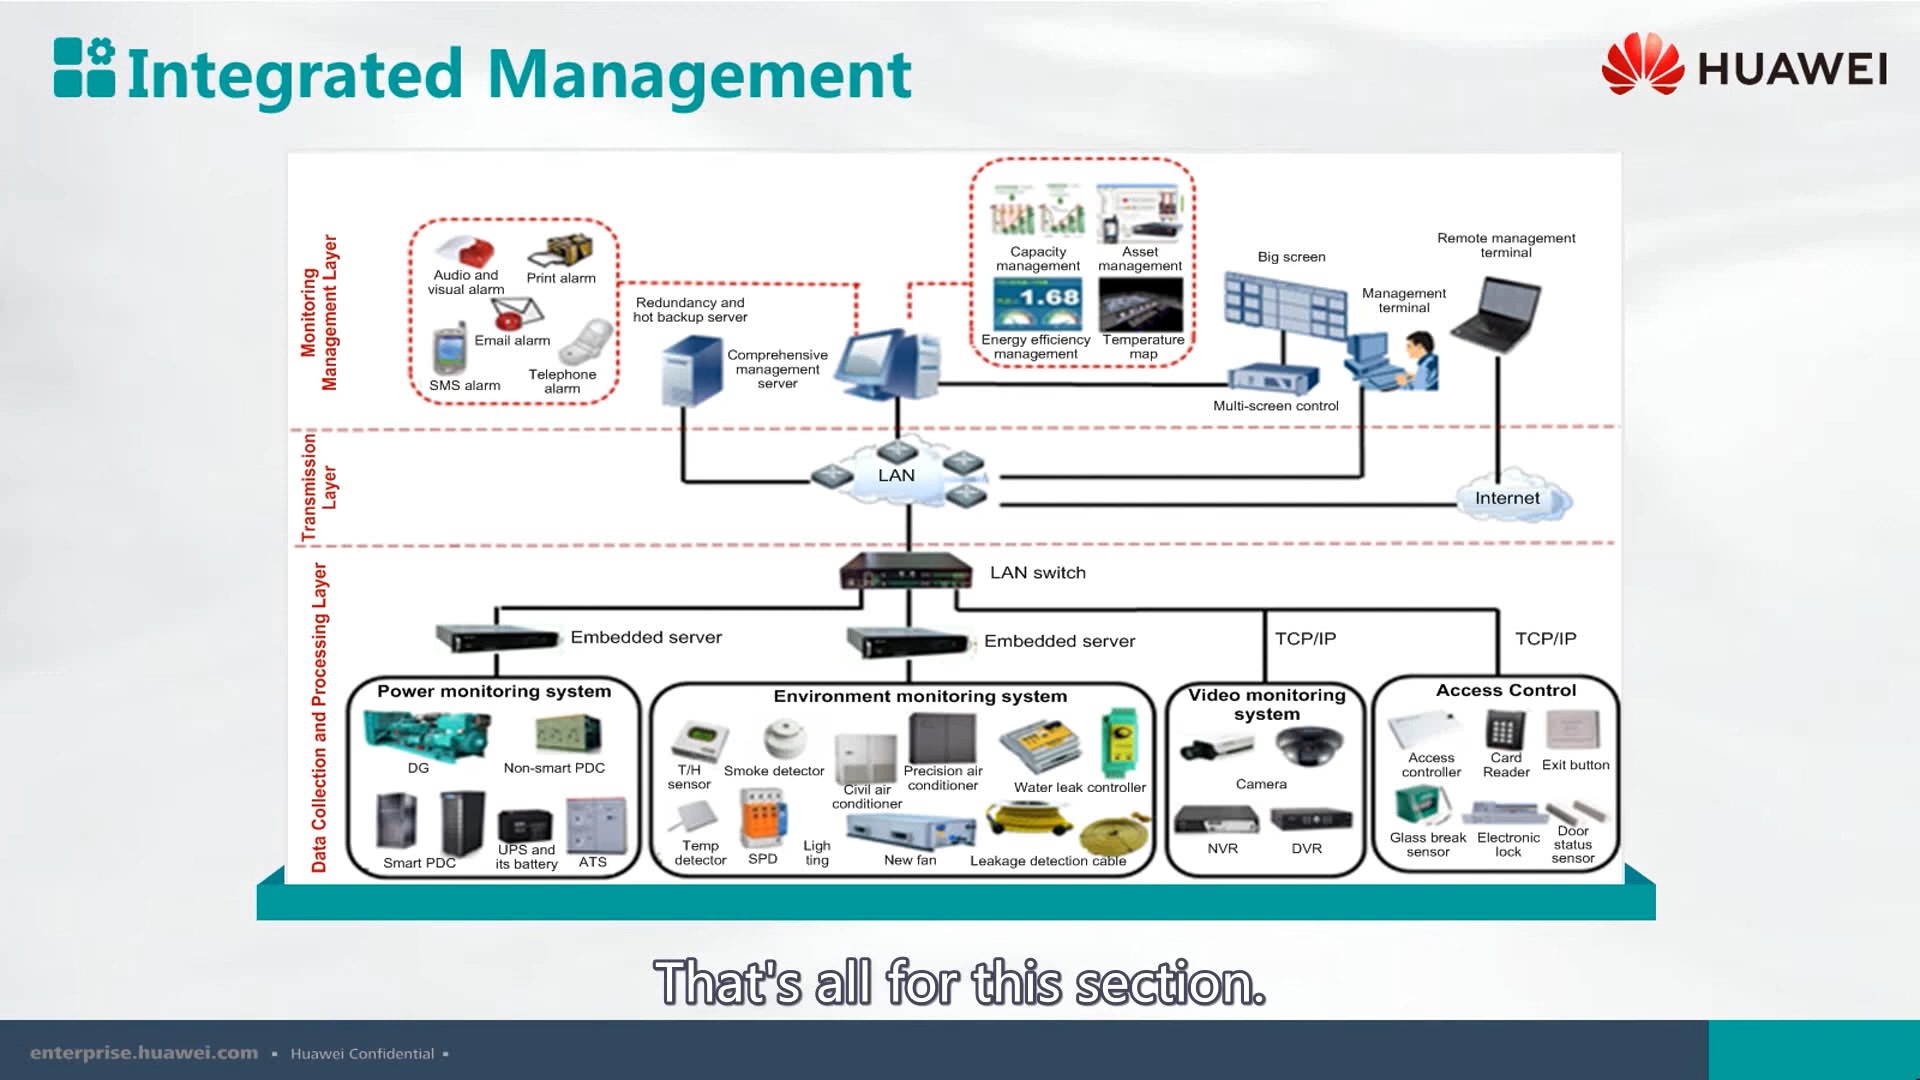 Integrated Management
HUAWEI
Monitoring
Management Layer
Audio and
visual alarm
Print alarm
Email alarm
SMS alarm
Telephone
alarm
Redundancy and
hot backup server
Comprehensive
management
server
Capacity
management
Asset
management
1.68
Energy efficiency
management
Temperature
map
Big screen
Multi-screen control
Management
terminal
Remote management
terminal
Transmission
Layer
LAN
Internet
Data Collection and Processing Layer
LAN switch
Embedded server
Embedded server
TCP/IP
TCP/IP
Power monitoring system
DG
Non-smart PDC
Smart PDC
UPS and
its battery
ATS
Environment monitoring system
T/H
sensor
Smoke detector
Civil air
conditioner
Precision air
conditioner
Water leak controller
Temp
detector
SPD
Ligh
ting
New fan
Leakage detection cable
Video monitoring
system
Camera
NVR
DVR
Access Control
Access
controller
Card
Reader
Exit button
Glass break
sensor
Electronic
lock
Door
status
sensor
That's all for this section.
enterprise.huawei.com ▪ Huawei Confidential ▪